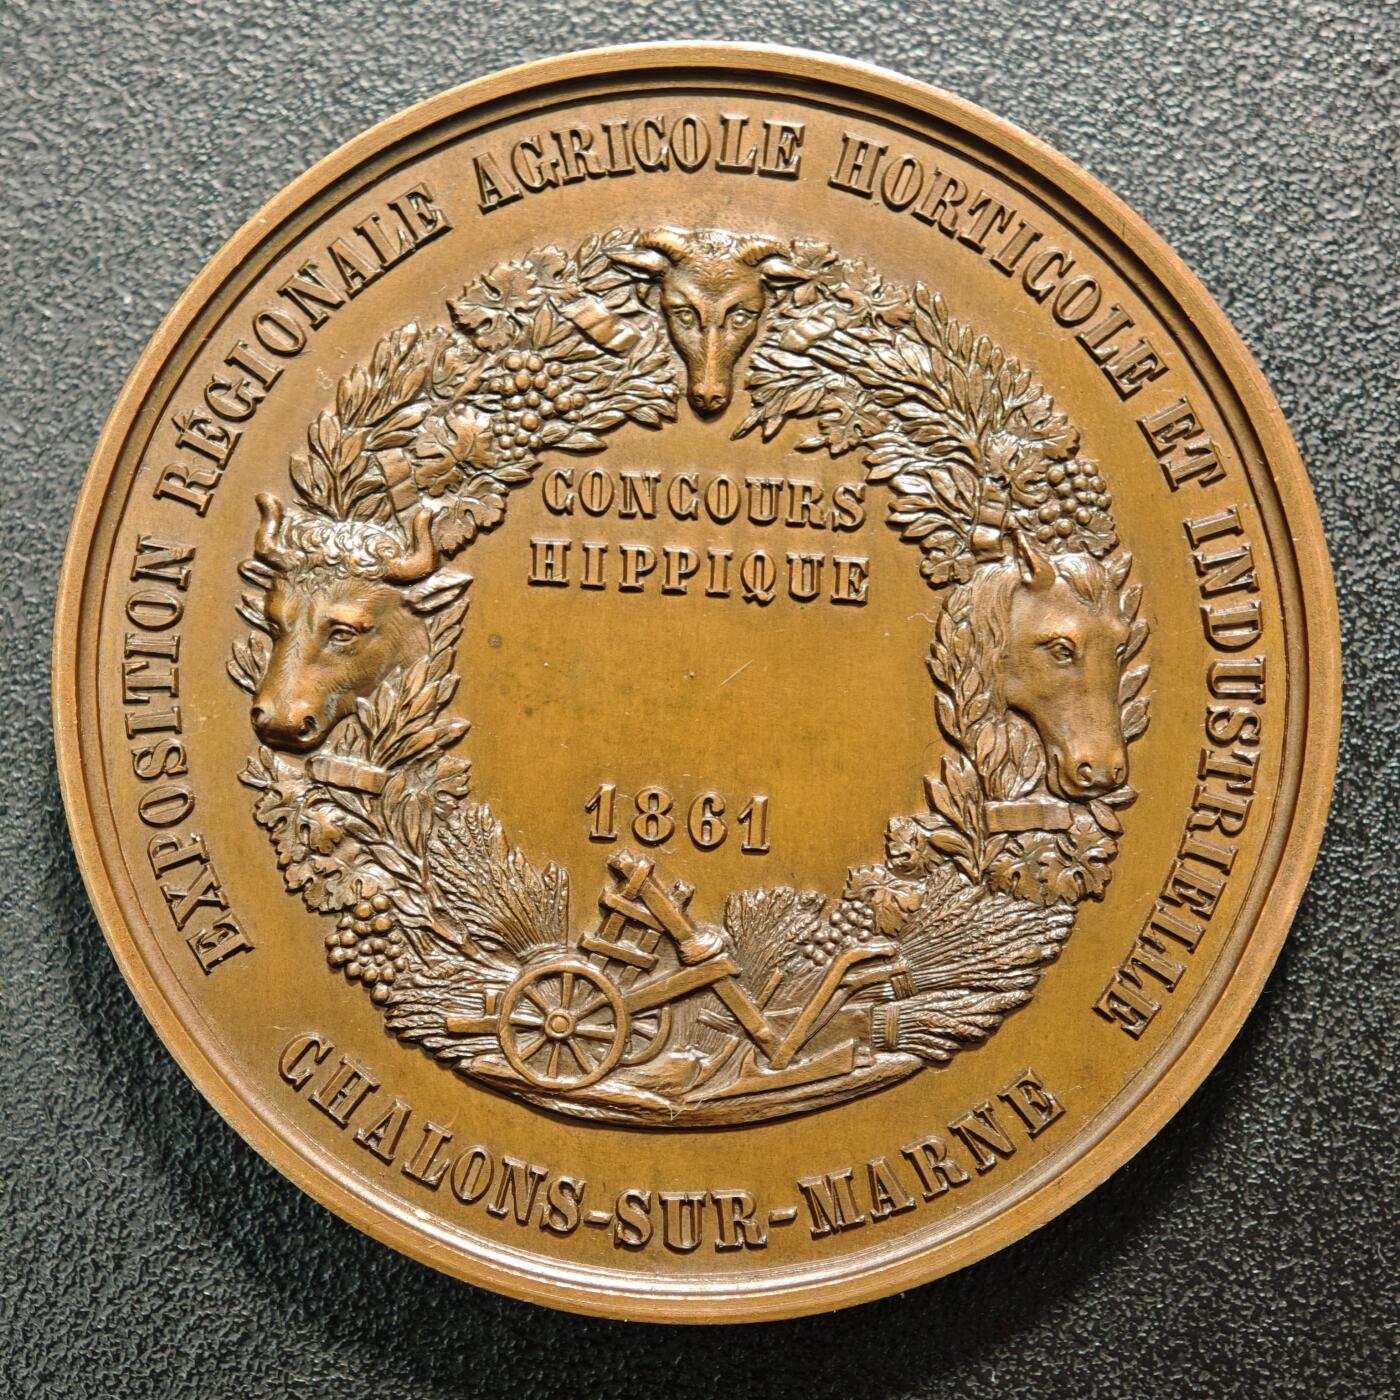 EXPOSITION RÉGIONALE AGRICOLE HORTICOLE ET INDUSTRIELLE
CONCOURS
HIPPIQUE
1861
CHALONS-SUR-MARNE